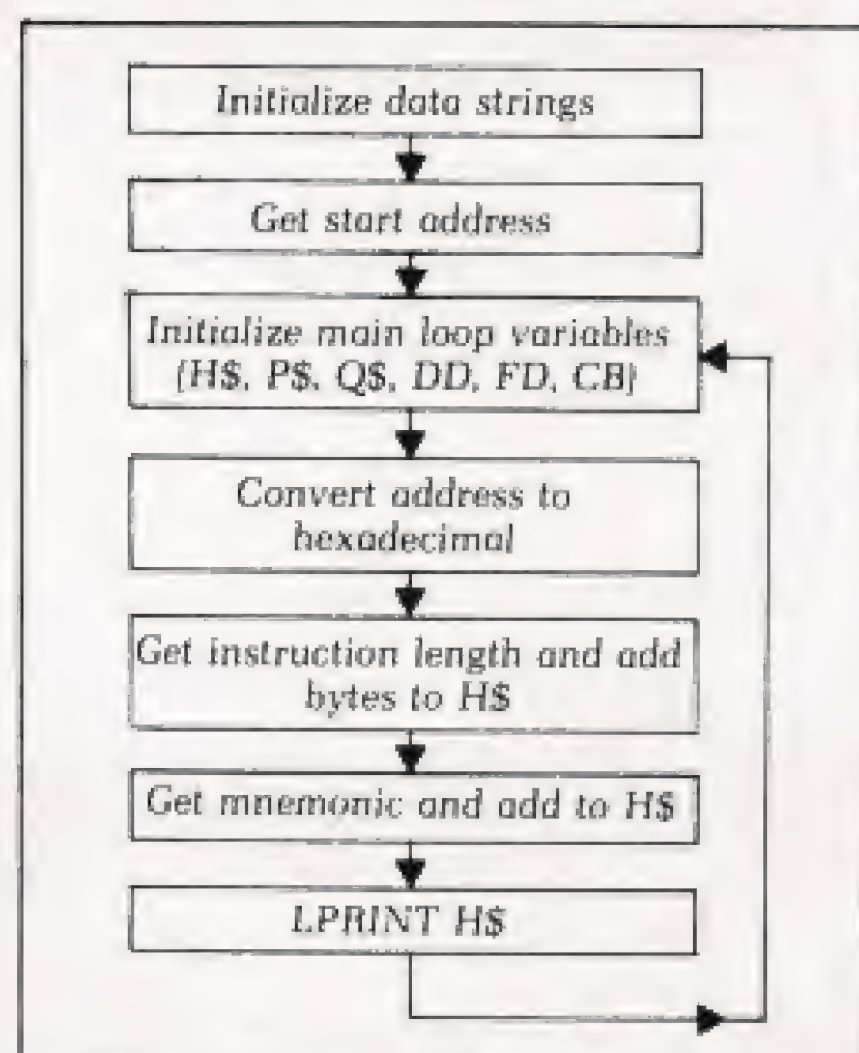 Initialize data strings
Get start address
Initialize main loop variables
(H$, P$, Q$, DD, FD, CB)
Convert address to
hexadecimal
Get instruction length and add
bytes to H$
Get mnemonic and add to H$
LPRINT H$